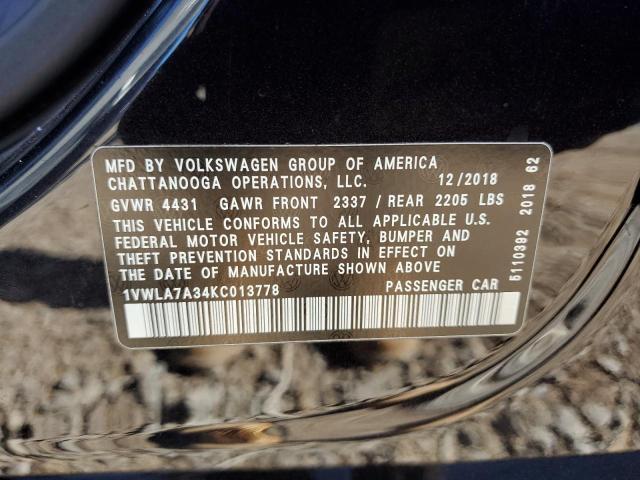 MFD BY VOLKSWAGEN GROUP OF AMERICA
CHATTANOOGA OPERATIONS, LLC. 12/2018
GVWR 4431 GAWR FRONT 2337 / REAR 2205 LBS
THIS VEHICLE CONFORMS TO ALL APPLICABLE U.S.
FEDERAL MOTOR VEHICLE SAFETY, BUMPER AND
THEFT PREVENTION STANDARDS IN EFFECT ON
THE DATE OF MANUFACTURE SHOWN ABOVE
1VWLA7A34KC013778 PASSENGER CAR
5110392 2018 62